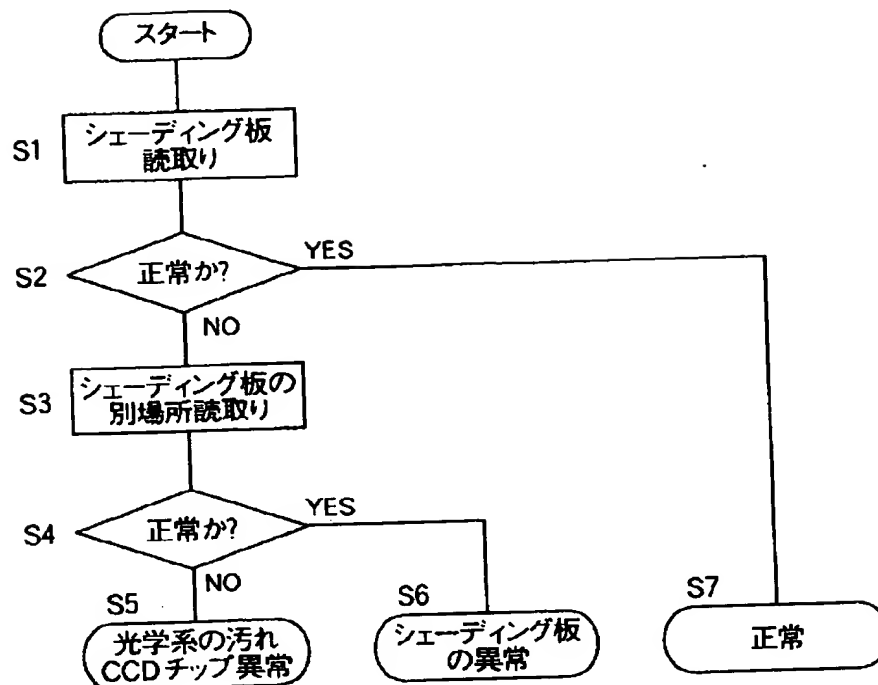 スタート
S1
シェーディング板
読取り
S2
正常か?
YES
NO
S3
シェーディング板の
別場所読取り
S4
正常か?
YES
NO
S5
光学系の汚れ
CCDチップ異常
S6
シェーディング板
の異常
S7
正常